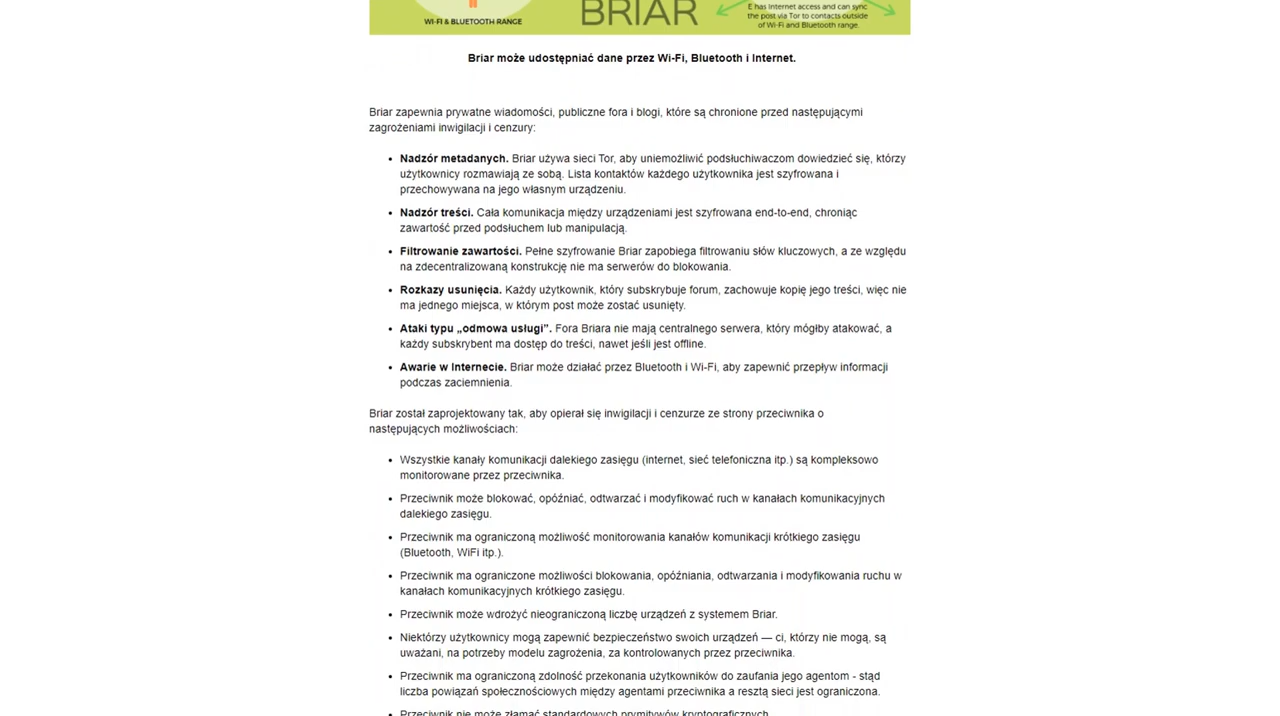 WI-FI & BLUETOOTH RANGE
BRIAR
E has Internet access and can sync
the post via Tor to contacts outside
of Wi-Fi and Bluetooth range.
Briar może udostępniać dane przez Wi-Fi, Bluetooth i Internet.
Briar zapewnia prywatne wiadomości, publiczne fora i blogi, które są chronione przed następującymi
zagrożeniami inwigilacji i cenzury:
• Nadzór metadanych. Briar używa sieci Tor, aby uniemożliwić podsłuchiwaczom dowiedzieć się, którzy
użytkownicy rozmawiają ze sobą. Lista kontaktów każdego użytkownika jest szyfrowana i
przechowywana na jego własnym urządzeniu.
• Nadzór treści. Cała komunikacja między urządzeniami jest szyfrowana end-to-end, chroniąc
zawartość przed podsłuchem lub manipulacją.
• Filtrowanie zawartości. Pełne szyfrowanie Briar zapobiega filtrowaniu słów kluczowych, a ze względu
na zdecentralizowaną konstrukcję nie ma serwerów do blokowania.
• Rozkazy usunięcia. Każdy użytkownik, który subskrybuje forum, zachowuje kopię jego treści, więc nie
ma jednego miejsca, w którym post może zostać usunięty.
• Ataki typu „odmowa usługi”. Fora Briara nie mają centralnego serwera, który mógłby atakować, a
każdy subskrybent ma dostęp do treści, nawet jeśli jest offline.
• Awarie w Internecie. Briar może działać przez Bluetooth i Wi-Fi, aby zapewnić przepływ informacji
podczas zaciemnienia.
Briar został zaprojektowany tak, aby opierał się inwigilacji i cenzurze ze strony przeciwnika o
następujących możliwościach:
• Wszystkie kanały komunikacji dalekiego zasięgu (internet, sieć telefoniczna itp.) są kompleksowo
monitorowane przez przeciwnika.
• Przeciwnik może blokować, opóźniać, odtwarzać i modyfikować ruch w kanałach komunikacyjnych
dalekiego zasięgu.
• Przeciwnik ma ograniczoną możliwość monitorowania kanałów komunikacji krótkiego zasięgu
(Bluetooth, WiFi itp.).
• Przeciwnik ma ograniczone możliwości blokowania, opóźniania, odtwarzania i modyfikowania ruchu w
kanałach komunikacyjnych krótkiego zasięgu.
• Przeciwnik może wdrożyć nieograniczoną liczbę urządzeń z systemem Briar.
• Niektórzy użytkownicy mogą zapewnić bezpieczeństwo swoich urządzeń — ci, którzy nie mogą, są
uważani, na potrzeby modelu zagrożenia, za kontrolowanych przez przeciwnika.
• Przeciwnik ma ograniczoną zdolność przekonania użytkowników do zaufania jego agentom - stąd
liczba powiązań społecznościowych między agentami przeciwnika a resztą sieci jest ograniczona.
• Przeciwnik nie może złamać standardowych prymitywów kryptograficznych